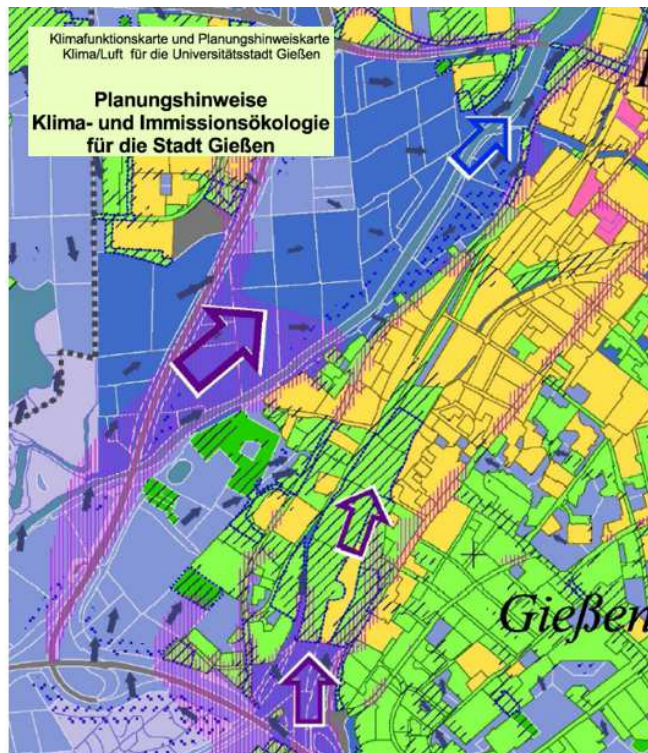 Klimafunktionskarte und Planungshinweiskarte
Klima/Luft für die Universitätsstadt Gießen
Planungshinweise
Klima- und Immissionsökologie
für die Stadt Gießen
Gießen